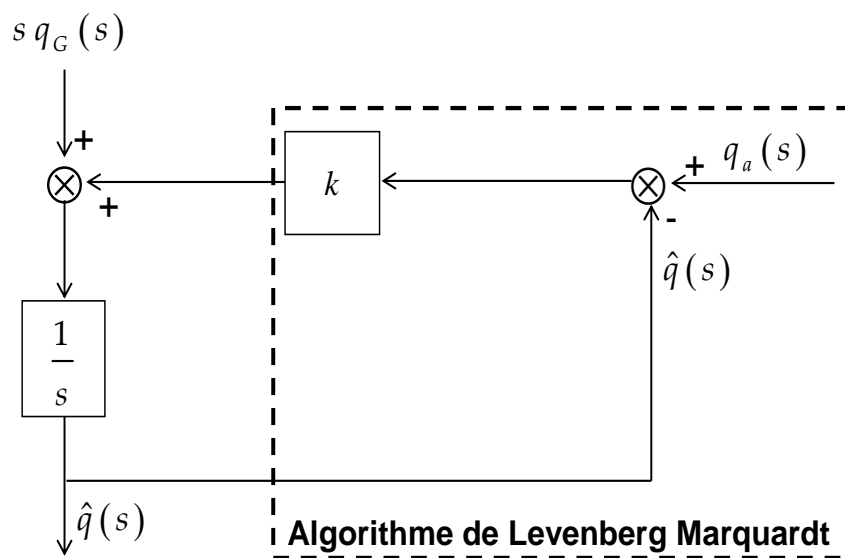 s q_G(s)
+
+
k
+
q_a(s)
-
q̂(s)
1
s
q̂(s)
Algorithme de Levenberg Marquardt